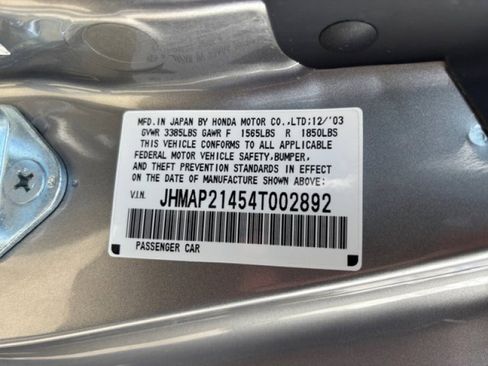 MFD.IN JAPAN BY HONDA MOTOR CO.,LTD:12/'03
GVWR 3385LBS GAWR F 1565LBS R 1850LBS
THIS VEHICLE CONFORMS TO ALL APPLICABLE
FEDERAL MOTOR VEHICLE SAFETY,BUMPER,
AND THEFT PREVENTION STANDARDS IN EFFECT
ON THE DATE OF MANUFACTURE SHOWN ABOVE:
V.I.N. JHMAP21454T002892
PASSENGER CAR